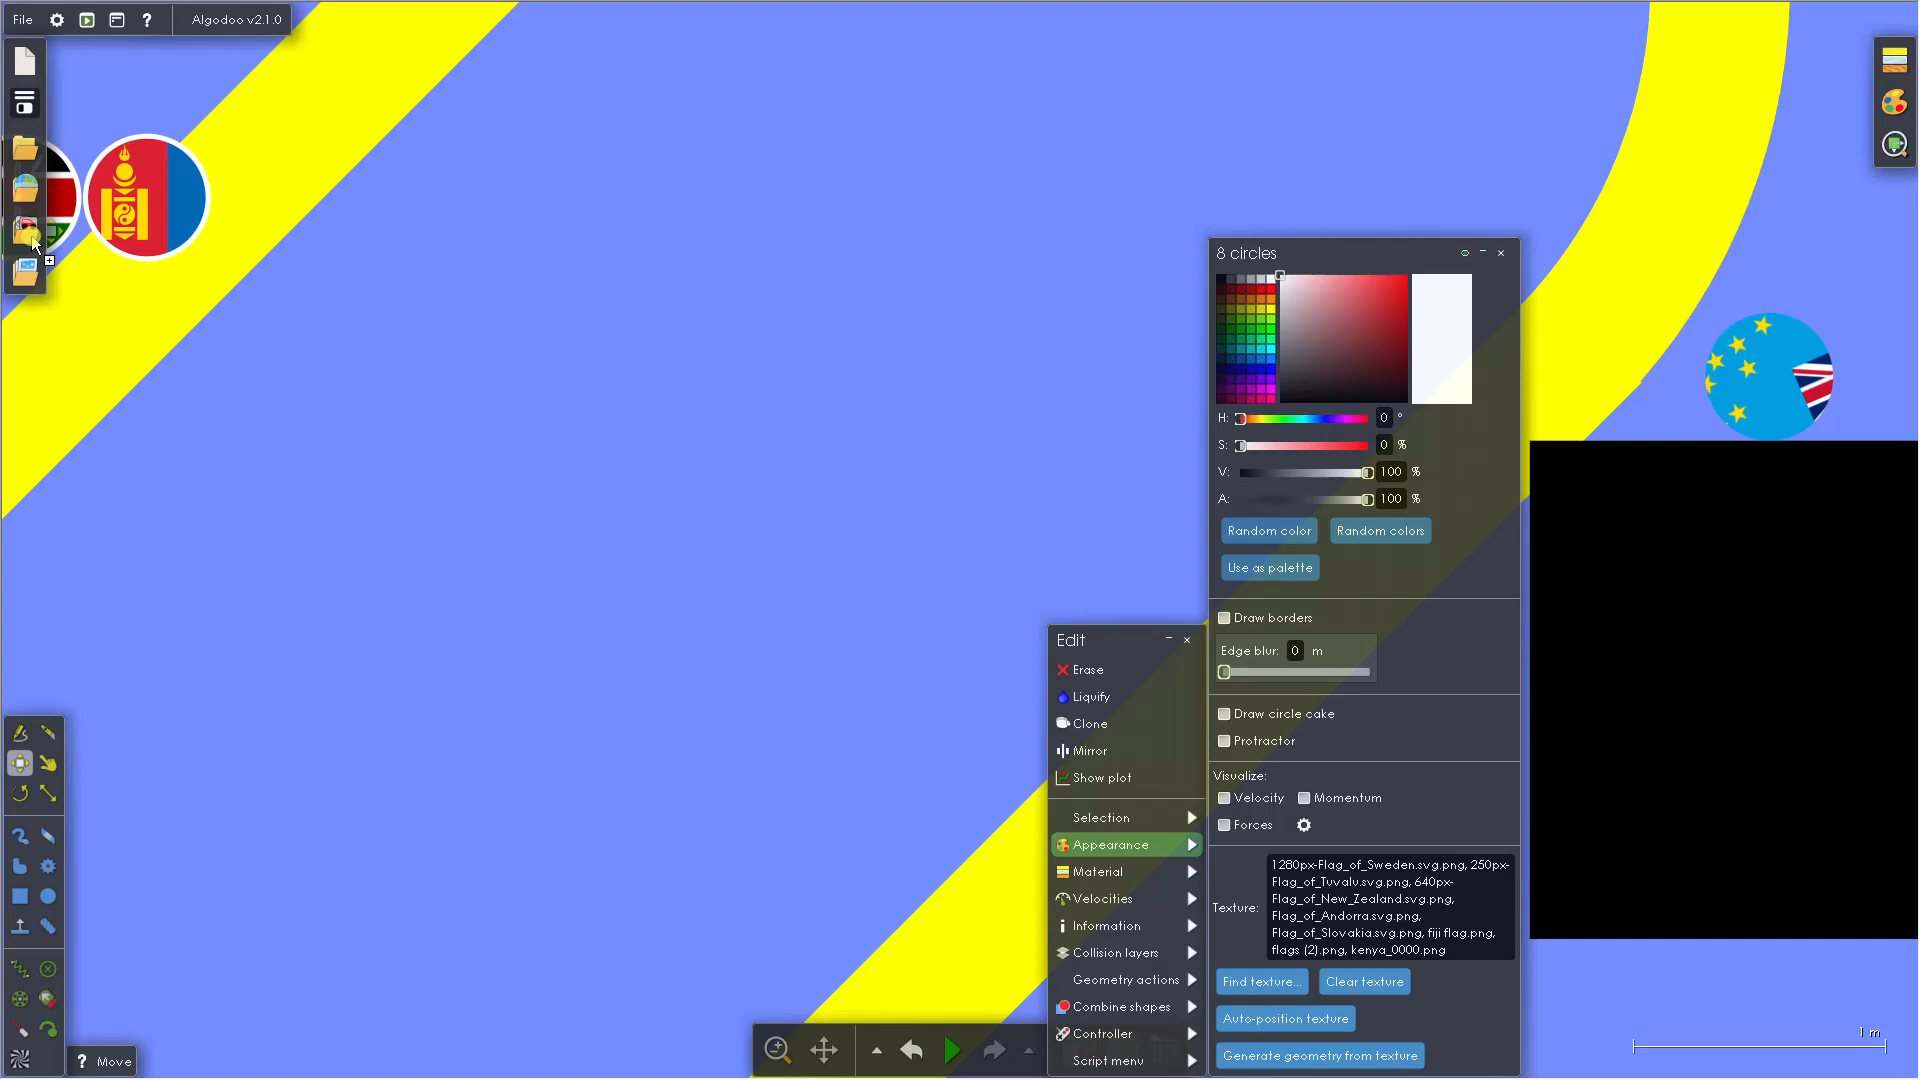 File
Algodoo v2.1.0
8 circles
H: 0 °
S: 0 %
V: 100 %
A: 100 %
Random color
Random colors
Use as palette
Draw borders
Edge blur: 0 m
Draw circle cake
Protractor
Visualize:
Velocity
Momentum
Forces
Texture:
1280px-Flag_of_Sweden.svg.png, 250px-
Flag_of_Tuvalu.svg.png, 640px-
Flag_of_New_Zealand.svg.png,
Flag_of_Andorra.svg.png,
Flag_of_Slovakia.svg.png, fiji flag.png,
flags (2).png, kenya_0000.png
Find texture...
Clear texture
Auto-position texture
Generate geometry from texture
Edit
Erase
Liquify
Clone
Mirror
Show plot
Selection
Appearance
Material
Velocities
Information
Collision layers
Geometry actions
Combine shapes
Controller
Script menu
? Move
1 m